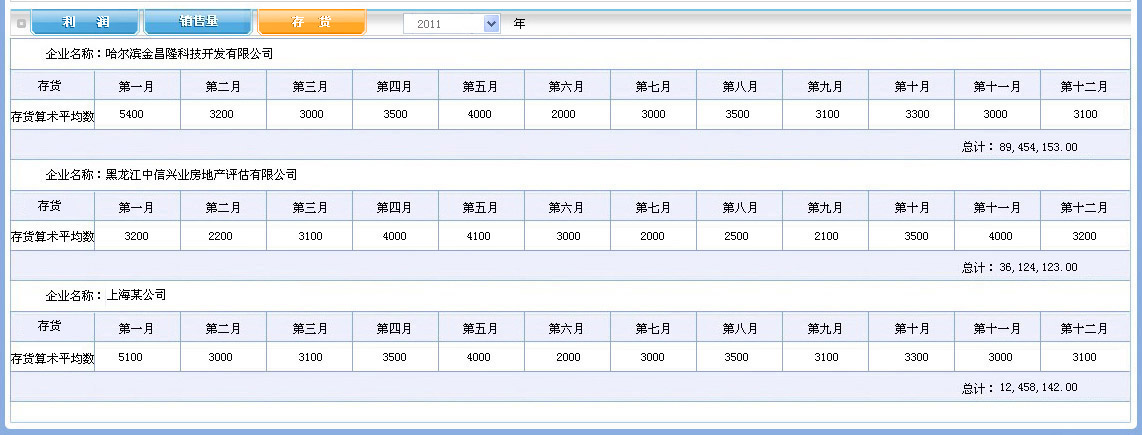 利 润 销售量 存 货 2011 年
企业名称：哈尔滨金昌隆科技开发有限公司
存货 第一月 第二月 第三月 第四月 第五月 第六月 第七月 第八月 第九月 第十月 第十一月 第十二月
存货算术平均数 5400 3200 3000 3500 4000 2000 3000 3500 3100 3300 3000 3100
总计：89,454,153.00
企业名称：黑龙江中信兴业房地产评估有限公司
存货 第一月 第二月 第三月 第四月 第五月 第六月 第七月 第八月 第九月 第十月 第十一月 第十二月
存货算术平均数 3200 2200 3100 4000 4100 3000 2000 2500 2100 3500 4000 3200
总计：36,124,123.00
企业名称：上海某公司
存货 第一月 第二月 第三月 第四月 第五月 第六月 第七月 第八月 第九月 第十月 第十一月 第十二月
存货算术平均数 5100 3000 3100 3500 4000 2000 3000 3500 3100 3300 3000 3100
总计：12,458,142.00